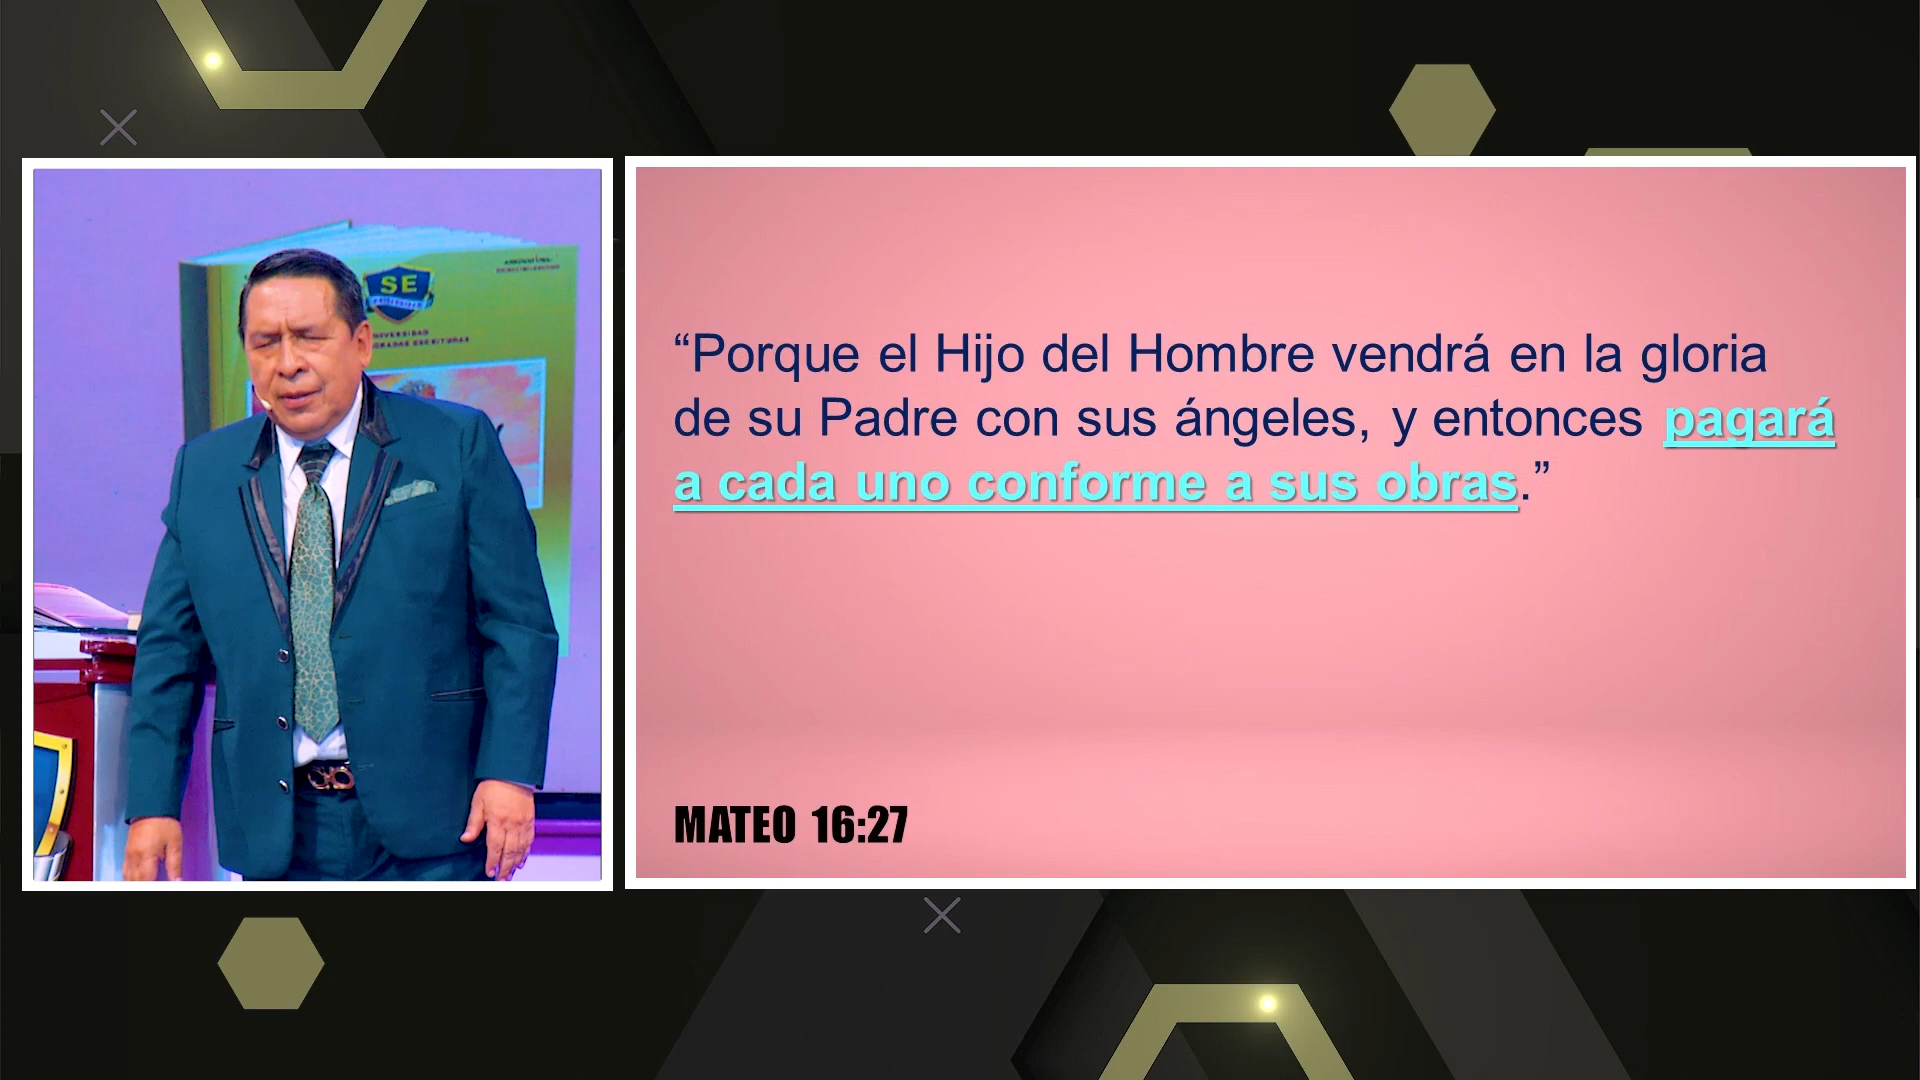 SE
“Porque el Hijo del Hombre vendrá en la gloria
de su Padre con sus ángeles, y entonces pagará
a cada uno conforme a sus obras.”
MATEO 16:27